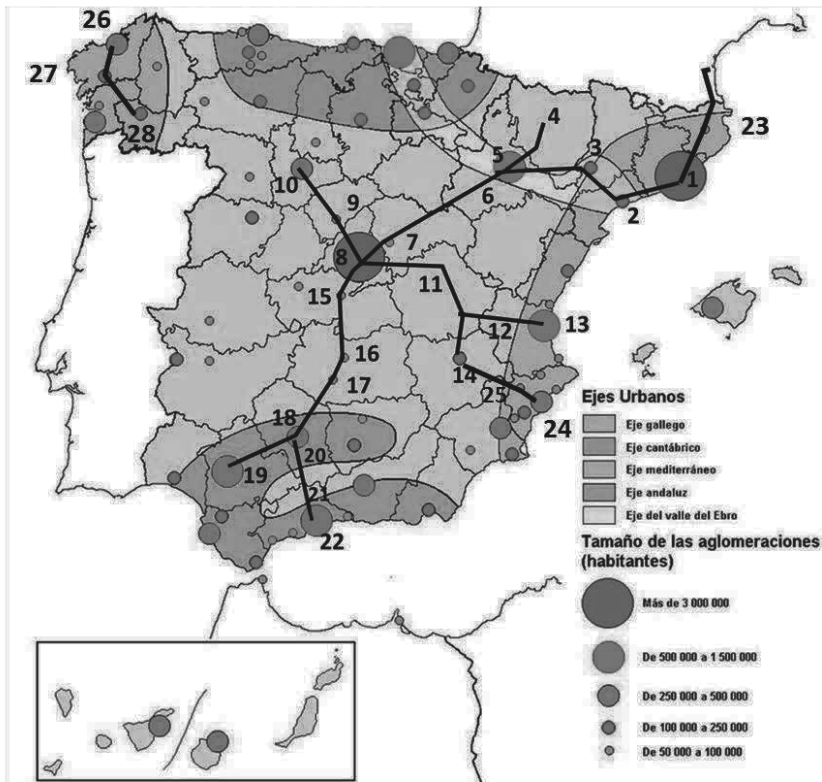 26
27
28
4
3
23
5
1
10
6
2
9
7
8
11
15
12
13
16
14
17
25
24
18
19
20
21
22
Ejes Urbanos
Eje gallego
Eje cantábrico
Eje mediterráneo
Eje andaluz
Eje del valle del Ebro
Tamaño de las aglomeraciones
(habitantes)
Más de 3 000 000
De 500 000 a 1 500 000
De 250 000 a 500 000
De 100 000 a 250 000
De 50 000 a 100 000